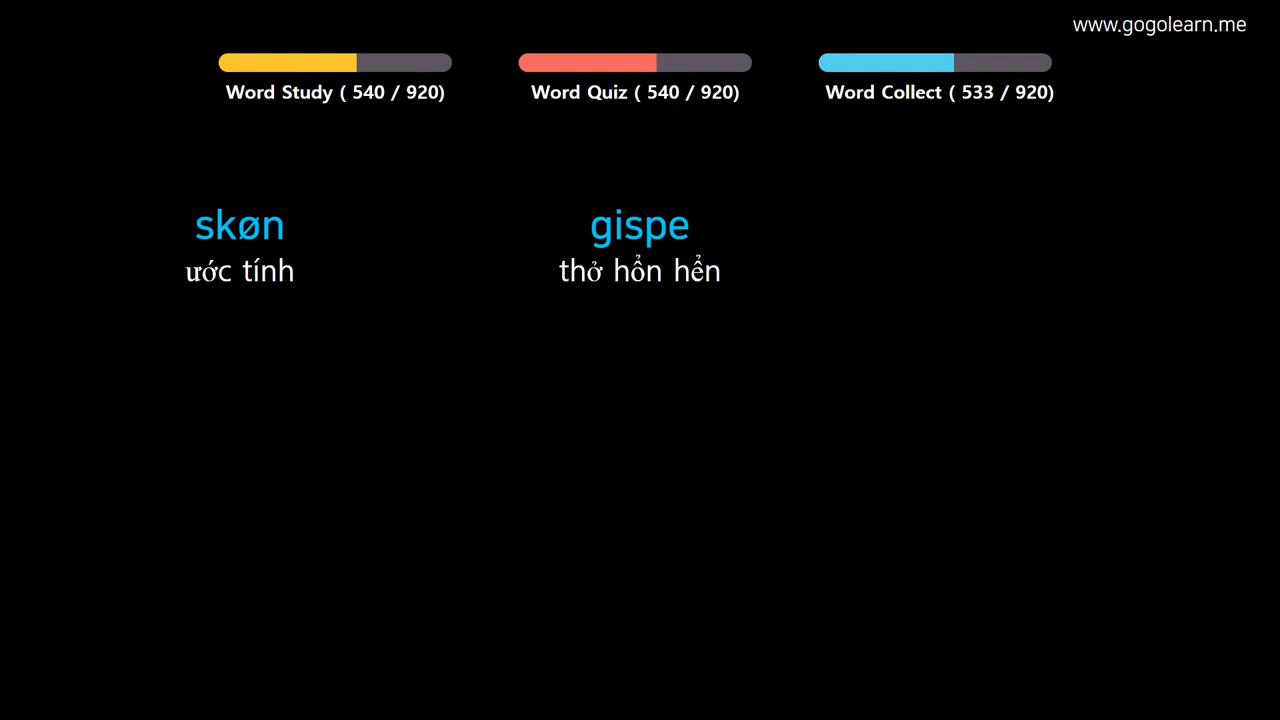 www.gogolearn.me
Word Study ( 540 / 920)
Word Quiz ( 540 / 920)
Word Collect ( 533 / 920)
skøn
ước tính
gispe
thở hổn hển